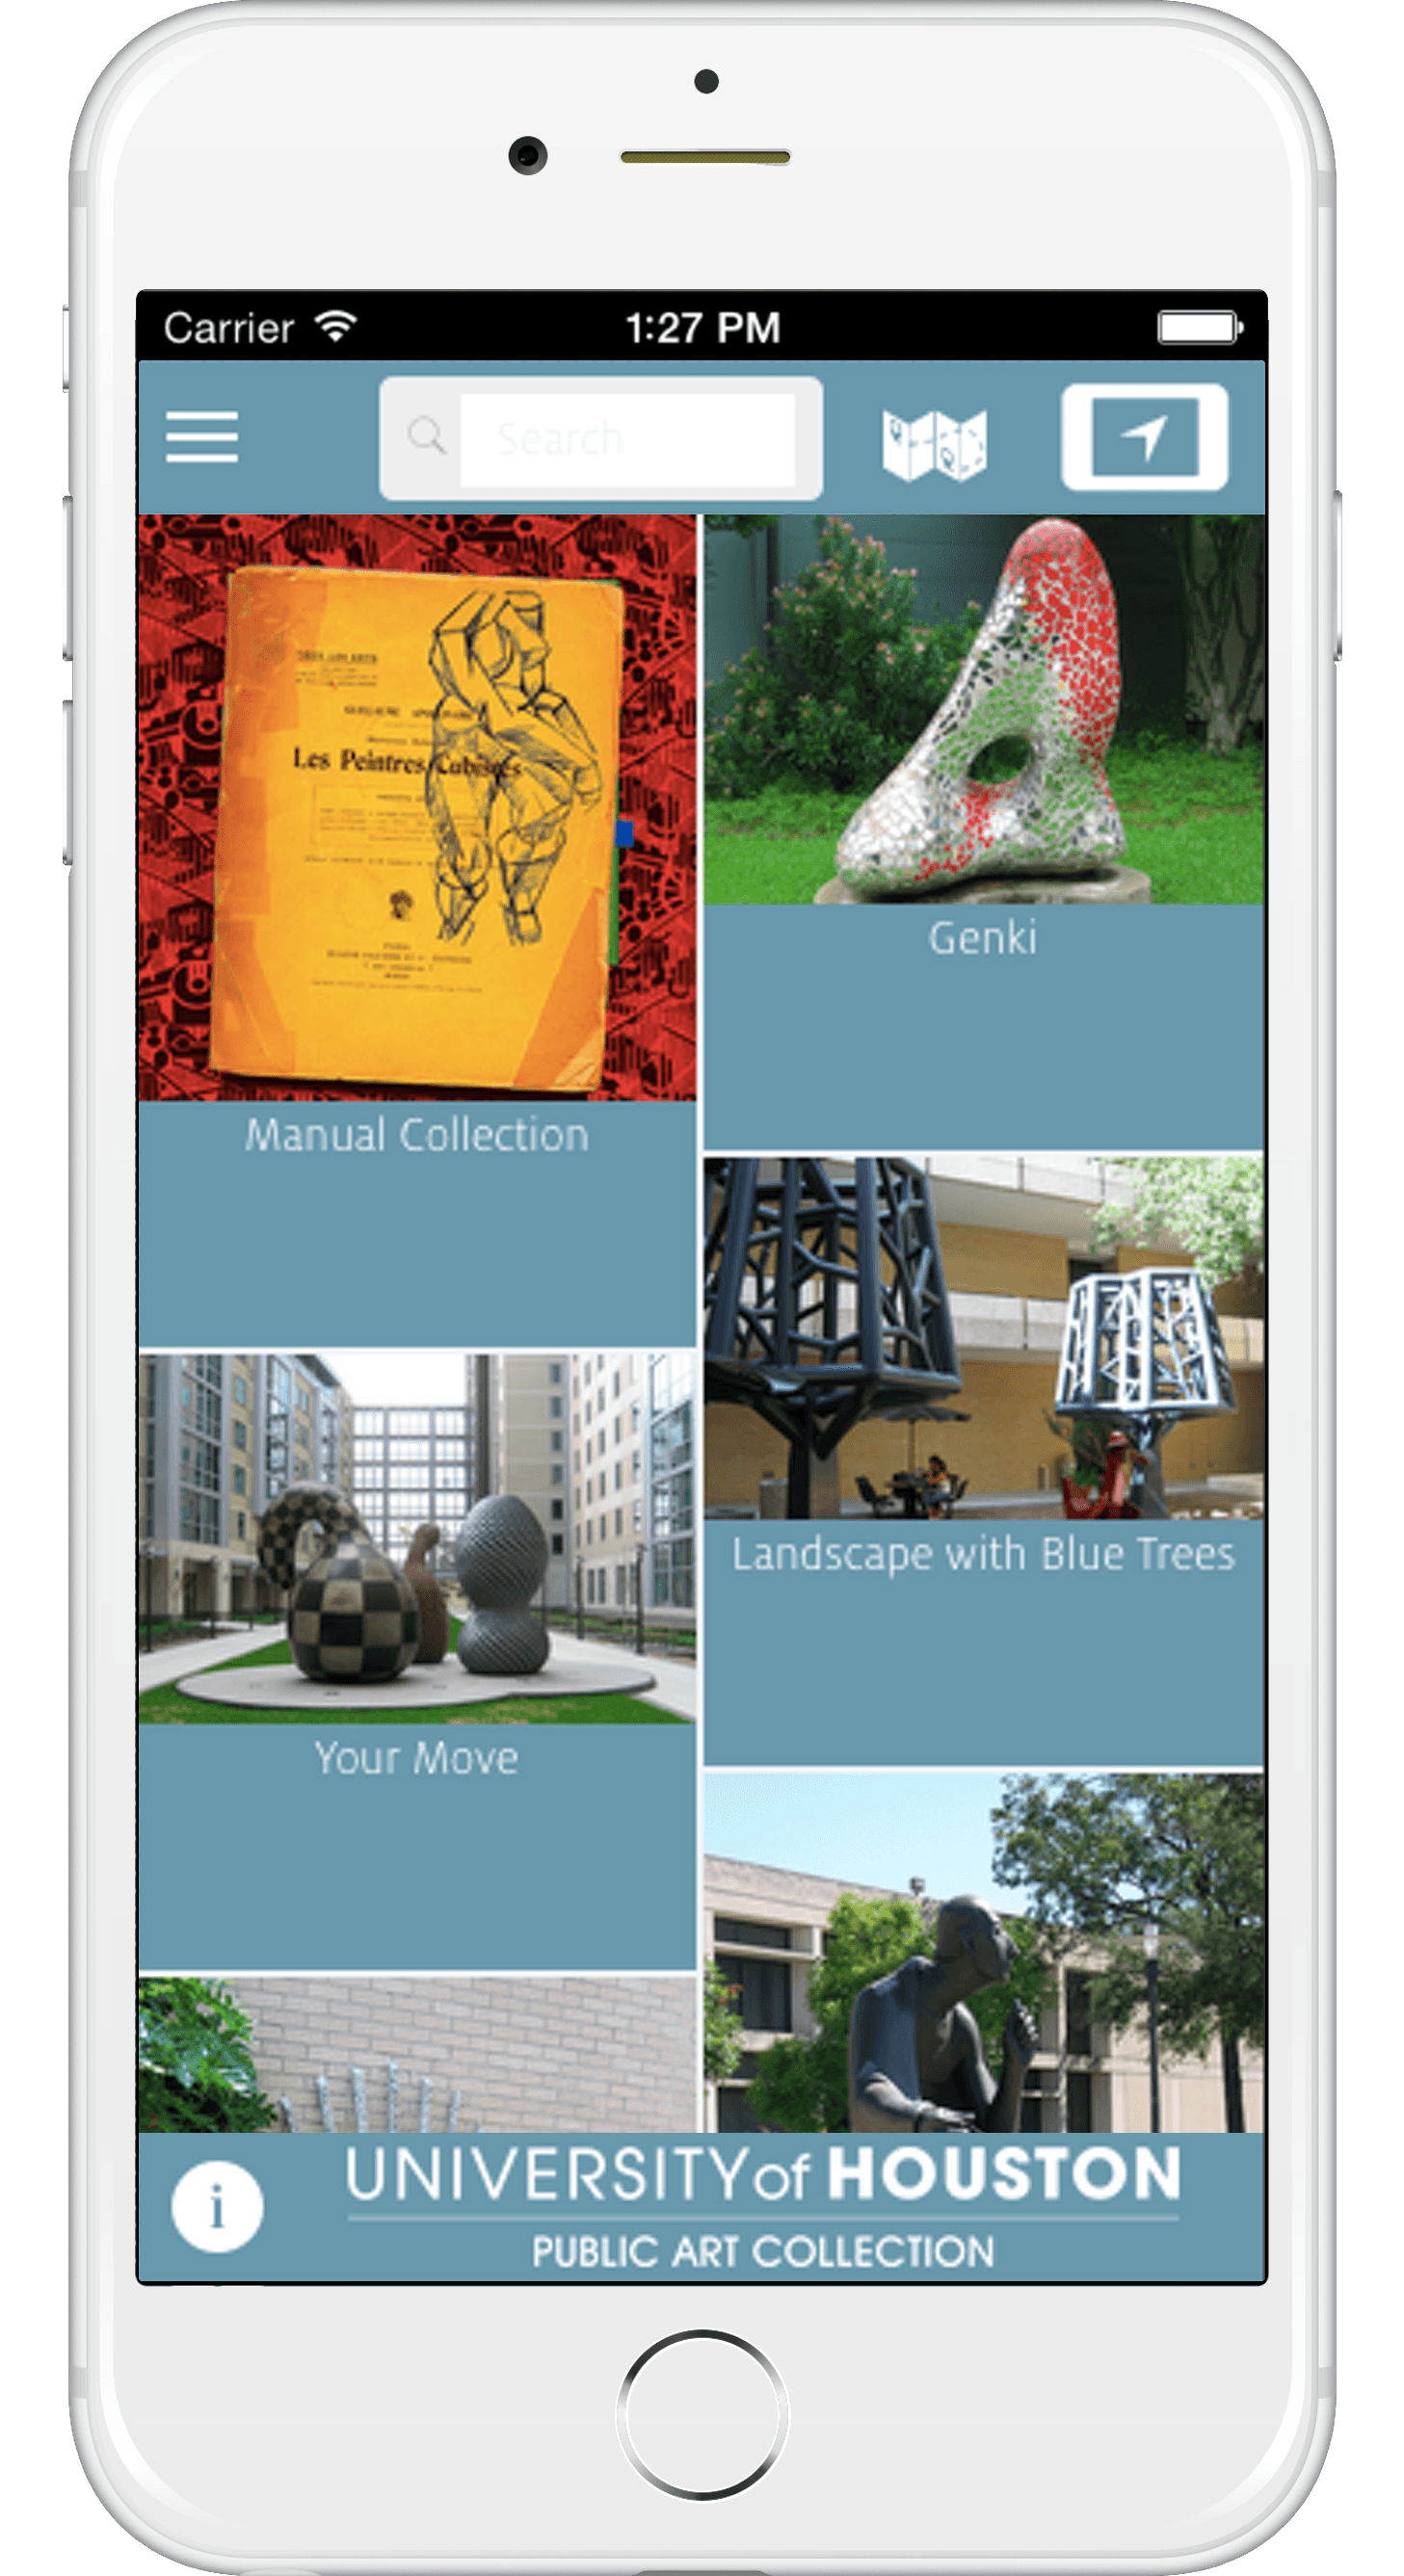 Carrier
1:27 PM
Search
Les Peintres Cubistes
Manual Collection
Genki
Landscape with Blue Trees
Your Move
i
UNIVERSITY of HOUSTON
PUBLIC ART COLLECTION